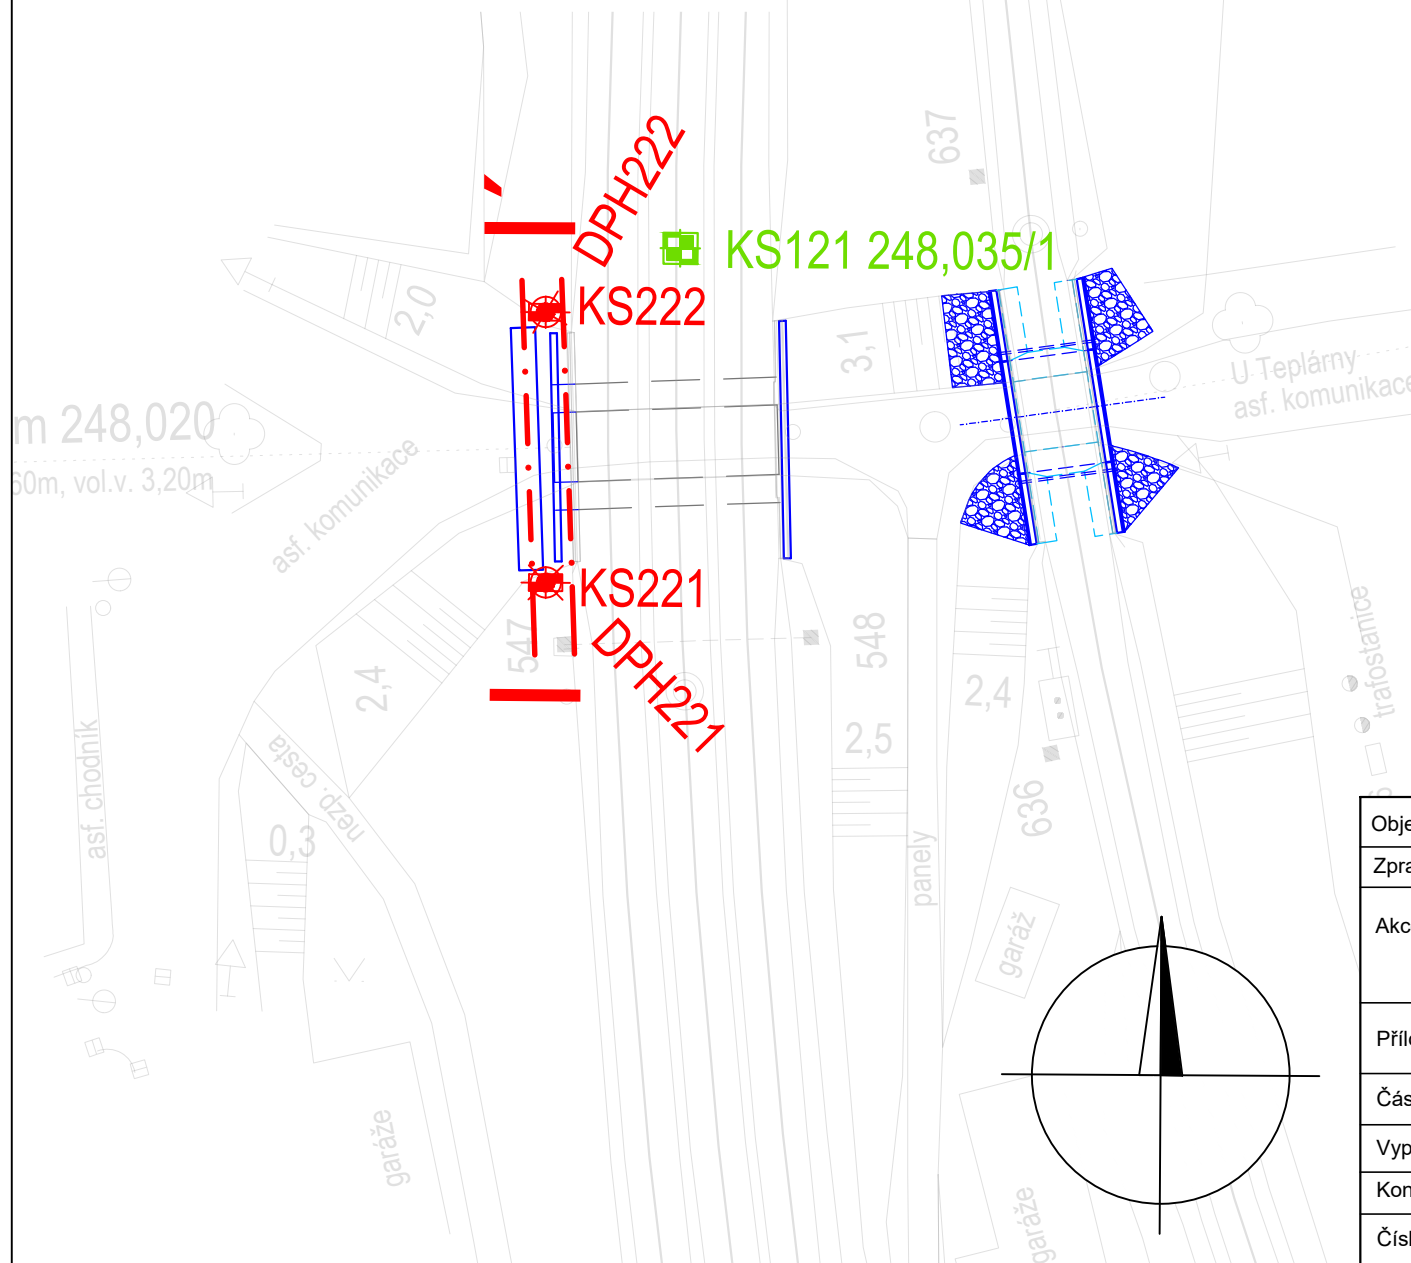 637
DPH222
KS121 248,035/1
KS222
2,0
3,1
U Teplárny
asf. komunikace
m 248,020
60m, vol.v. 3,20m
asf. komunikace
KS221
DPH221
547
548
2,4
2,4
2,5
trafostanice
asf. chodník
nezp. cesta
0,3
636
panely
garáž
garáže
garáže
Obje
Zpra
Akc
Příl
Čás
Vyp
Kon
Čísl